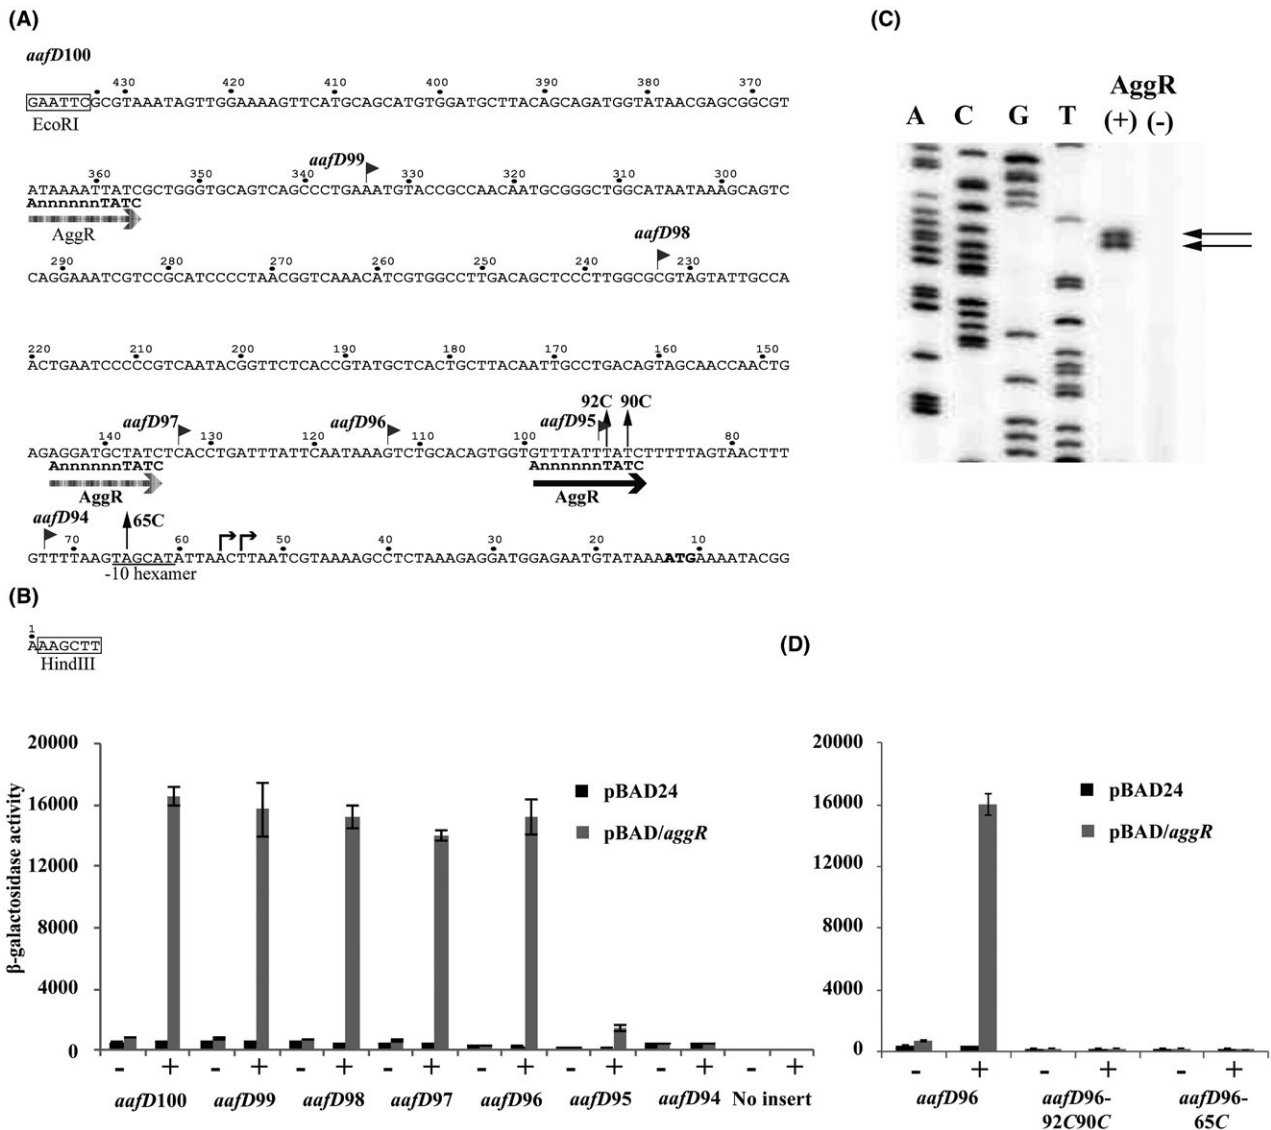 (A)
aafD100
430 420 410 400 390 380 370
GAATTCGCGTAAATAGTTGGAAAAGTTCATGCAGCATGTGGATGCTTACAGCAGATGGTATAACGAGCGGCGT
EcoRI
aafD99
360 350 340 330 320 310 300
ATAAAATTATCGCTGGGTGCAGTCAGCCCTGAAATGTACCGCCAACAATGCGGGCTGGCATAATAAAGCAGTC
AnnnnnnTATC
AggR
aafD98
290 280 270 260 250 240 230
CAGGAAATCGTCCGCATCCCCTAACGGTCAAACATCGTGGCCTTGACAGCTCCCTTGGCGCGTAGTATTGCCA
220 210 200 190 180 170 160 150
ACTGAATCCCCCGTCAATACGGTTCTCACCGTATGCTCACTGCTTACAATTGCCTGACAGTAGCAACCAACTG
92C 90C
aafD97 aafD96 aafD95
140 130 120 110 100 80
AGAGGATGCTATCTCACCTGATTTATTCAATAAAGTCTGCACAGTGGTGTTTATTTATCTTTTTAGTAACTTT
AnnnnnnTATC AnnnnnnTATC
AggR AggR
aafD94 65C
70 60 50 40 30 20 10
GTTTTAAGTAGCATATTAACTTAATCGTAAAAGCCTCTAAAGAGGATGGAGAATGTATAAAAATGAAAATACGG
-10 hexamer
1
AAAGCTT
HindIII
(B)
20000
16000
12000
8000
4000
0
β-galactosidase activity
pBAD24
pBAD/aggR
- + - + - + - + - + - + - + - +
aafD100 aafD99 aafD98 aafD97 aafD96 aafD95 aafD94 No insert
(C)
AggR
A C G T (+) (-)
(D)
20000
16000
12000
8000
4000
0
pBAD24
pBAD/aggR
- + - + - +
aafD96 aafD96- aafD96-
92C90C 65C